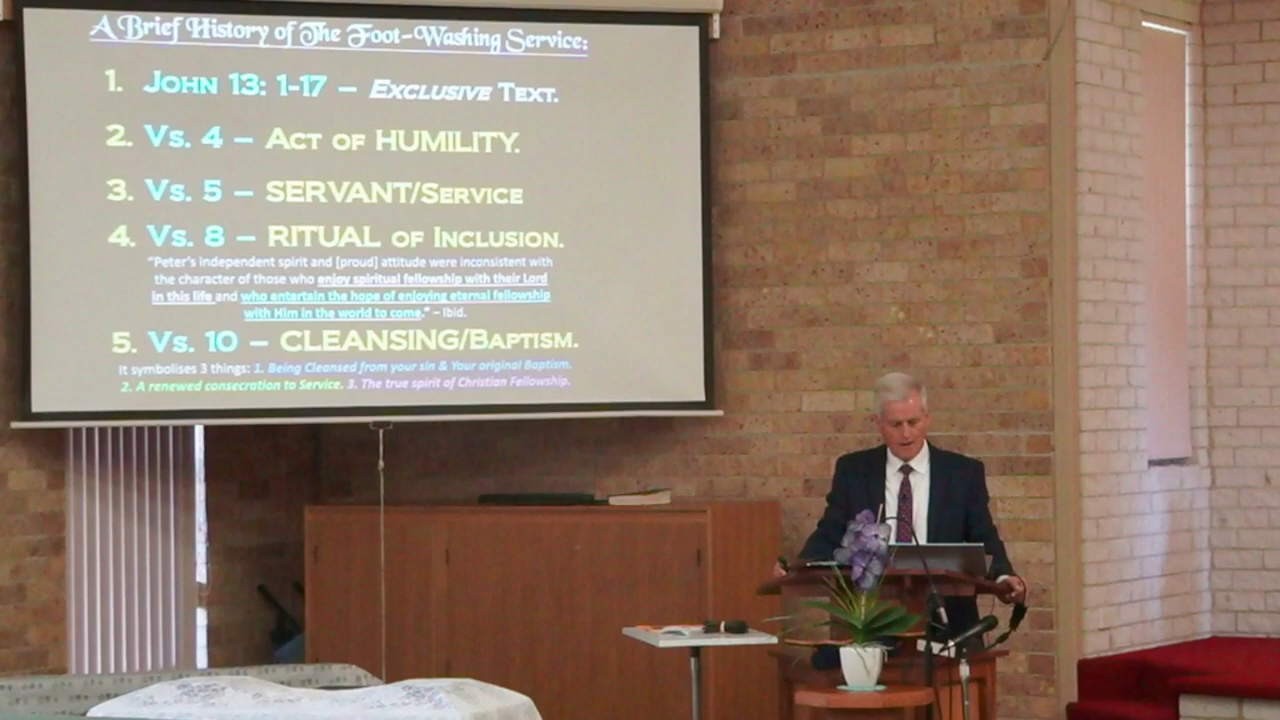 A Brief History of The Foot-Washing Service:
1. John 13: 1-17 – Exclusive Text.
2. Vs. 4 – Act of HUMILITY.
3. Vs. 5 – SERVANT/Service
4. Vs. 8 – RITUAL of Inclusion.
"Peter's independent spirit and [proud] attitude were inconsistent with
the character of those who enjoy spiritual fellowship with their Lord
in this life and who entertain the hope of enjoying eternal fellowship
with Him in the world to come." – Ibid.
5. Vs. 10 – CLEANSING/Baptism.
It symbolises 3 things: 1. Being Cleansed from your sin & Your original Baptism.
2. A renewed consecration to Service. 3. The true spirit of Christian Fellowship.